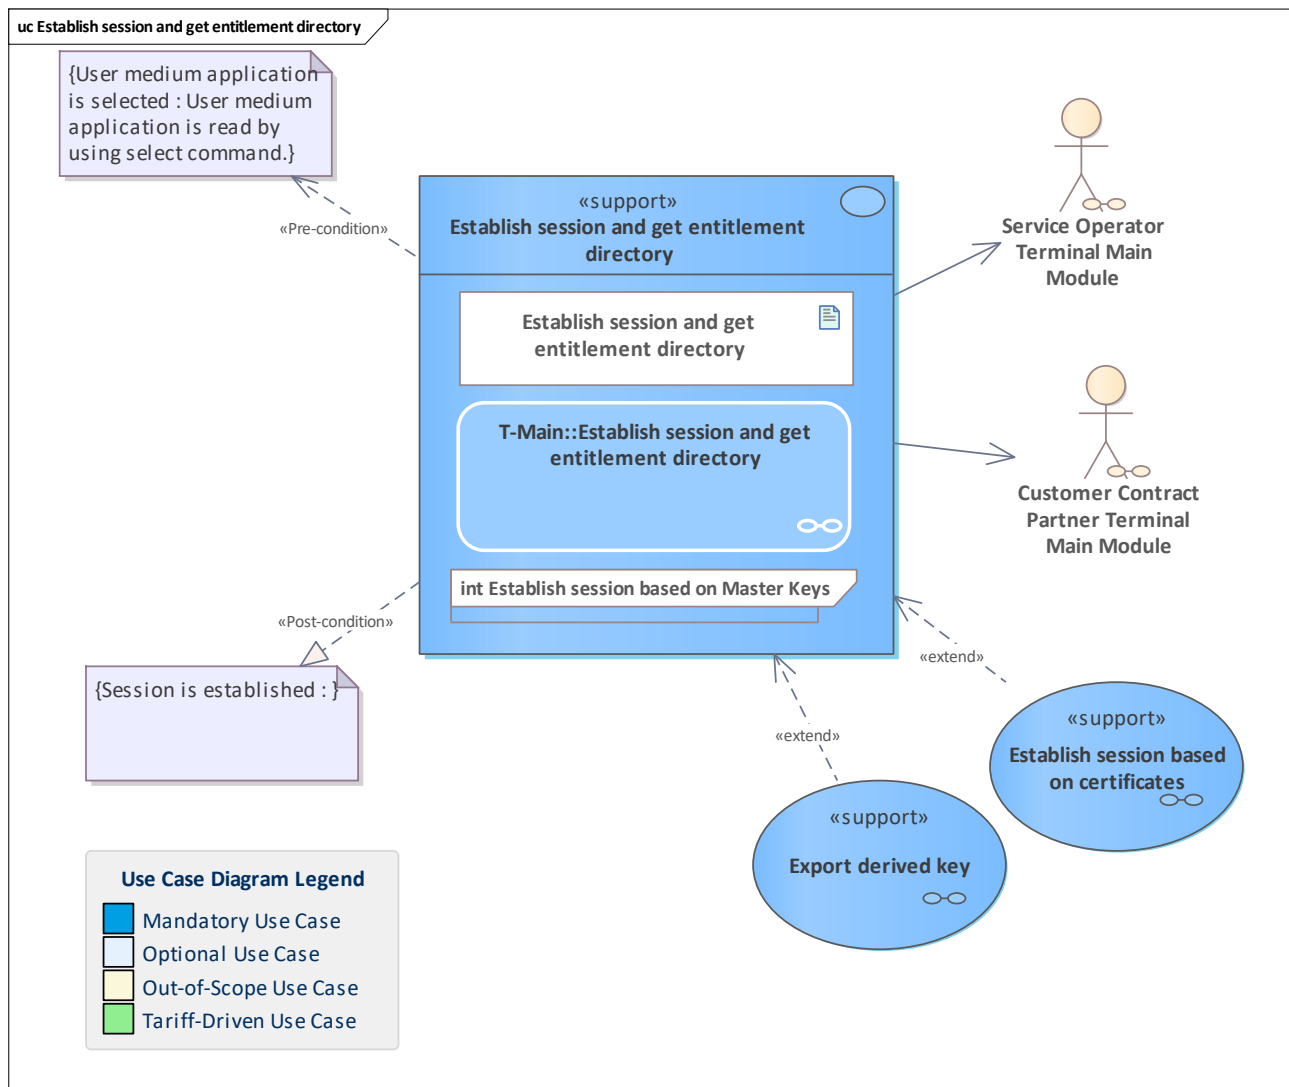 uc Establish session and get entitlement directory
{User medium application
is selected : User medium
application is read by
using select command.}
«Pre-condition»
«support»
Establish session and get entitlement
directory
Establish session and get
entitlement directory
T-Main::Establish session and get
entitlement directory
int Establish session based on Master Keys
Service Operator
Terminal Main
Module
Customer Contract
Partner Terminal
Main Module
«Post-condition»
{Session is established : }
«extend»
«extend»
«support»
Establish session based
on certificates
«support»
Export derived key
Use Case Diagram Legend
Mandatory Use Case
Optional Use Case
Out-of-Scope Use Case
Tariff-Driven Use Case